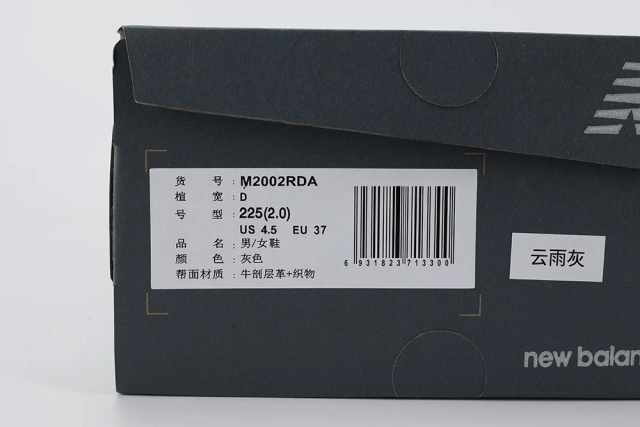 货 号：M2002RDA
楦 宽：D
号 型：225(2.0)
US 4.5 EU 37
品 名：男/女鞋
颜 色：灰色
帮面材质：牛剖层革+织物
6 931823 713300
云雨灰
new balan